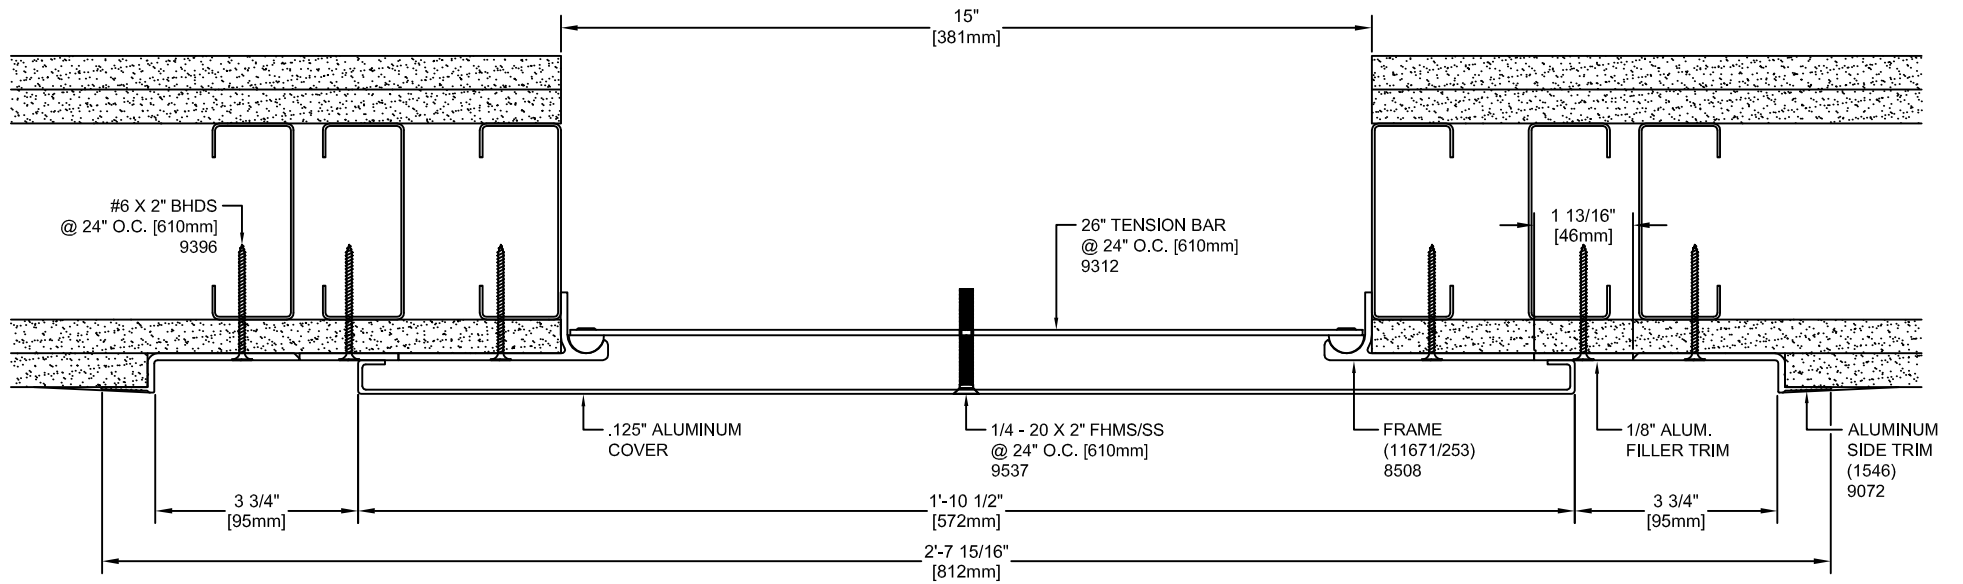 15"
[381mm]
#6 X 2" BHDS
@ 24" O.C. [610mm]
9396
26" TENSION BAR
@ 24" O.C. [610mm]
9312
1 13/16"
[46mm]
.125" ALUMINUM
COVER
1/4 - 20 X 2" FHMS/SS
@ 24" O.C. [610mm]
9537
FRAME
(11671/253)
8508
1/8" ALUM.
FILLER TRIM
ALUMINUM
SIDE TRIM
(1546)
9072
3 3/4"
[95mm]
1'-10 1/2"
[572mm]
3 3/4"
[95mm]
2'-7 15/16"
[812mm]